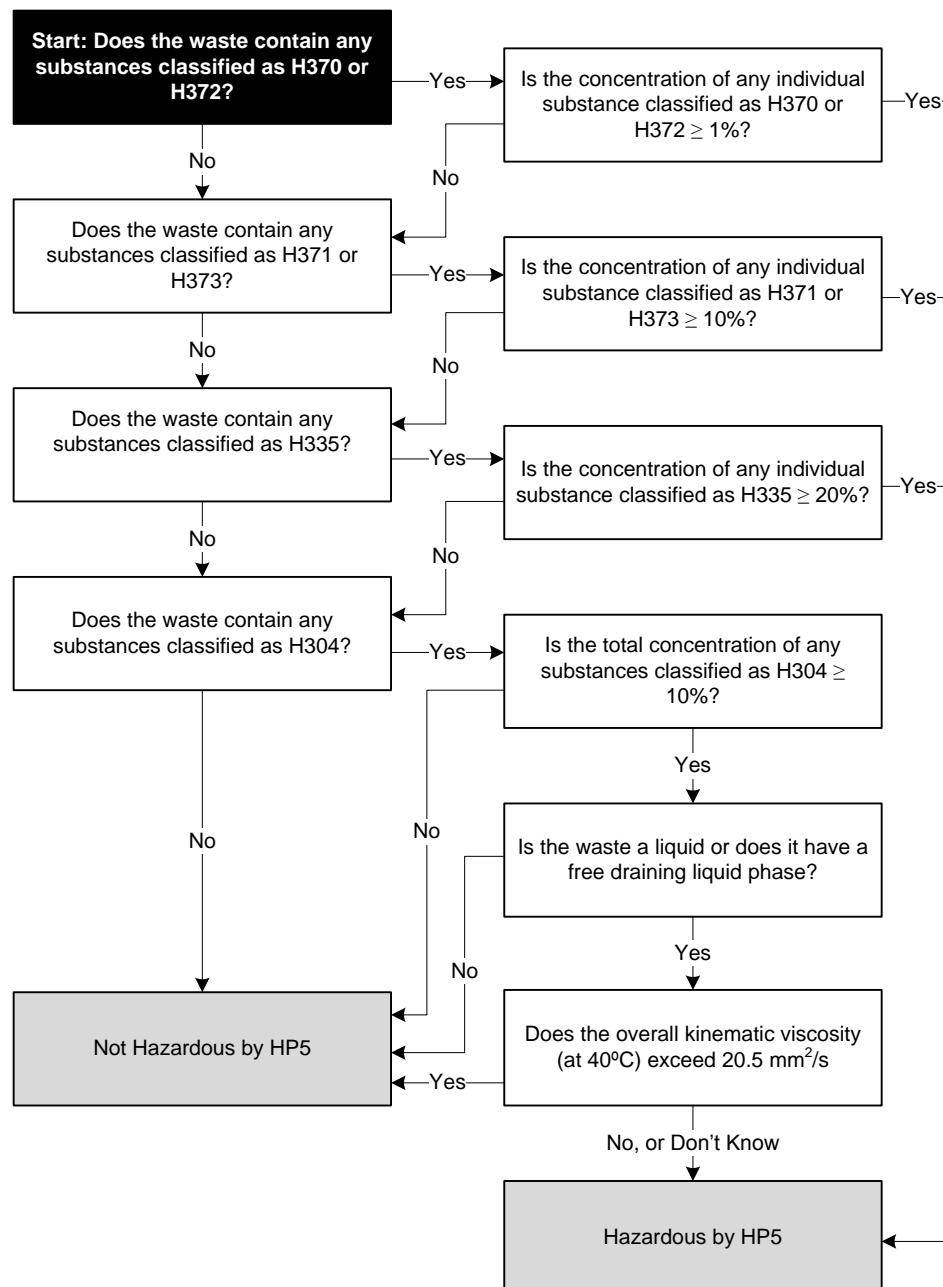 Start: Does the waste contain any
substances classified as H370 or
H372?
Yes
Is the concentration of any individual
substance classified as H370 or
H372 ≥ 1%?
Yes
No
No
Does the waste contain any
substances classified as H371 or
H373?
Yes
Is the concentration of any individual
substance classified as H371 or
H373 ≥ 10%?
Yes
No
No
Does the waste contain any
substances classified as H335?
Yes
Is the concentration of any individual
substance classified as H335 ≥ 20%?
Yes
No
No
Does the waste contain any
substances classified as H304?
Yes
Is the total concentration of any
substances classified as H304 ≥
10%?
Yes
No
No
Is the waste a liquid or does it have a
free draining liquid phase?
Yes
No
Not Hazardous by HP5
Does the overall kinematic viscosity
(at 40ºC) exceed 20.5 mm²/s
Yes
No, or Don't Know
Hazardous by HP5